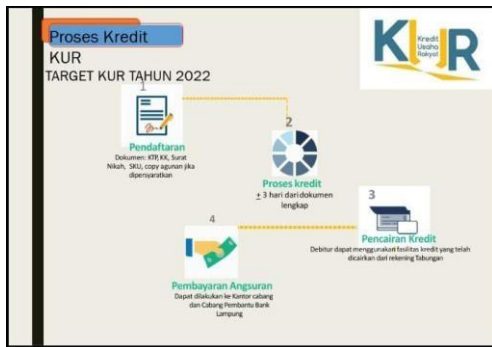 Proses Kredit
KUR
TARGET KUR TAHUN 2022
KUR
Kredit
Usaha
Rakyat
1
Pendaftaran
Dokumen: KTP, KK, Surat
Nikah, SKU, copy agunan jika
dipersyaratkan
2
Proses kredit
± 3 hari daridokumen
lengkap
3
Pencairan Kredit
Debitur dapat menggunakan fasilitas kredit yang telah
dicairkan dari rekening Tabungan
4
Pembayaran Angsuran
Dapat dilakukan ke Kantor cabang
dan Cabang Pembantu Bank
Lampung